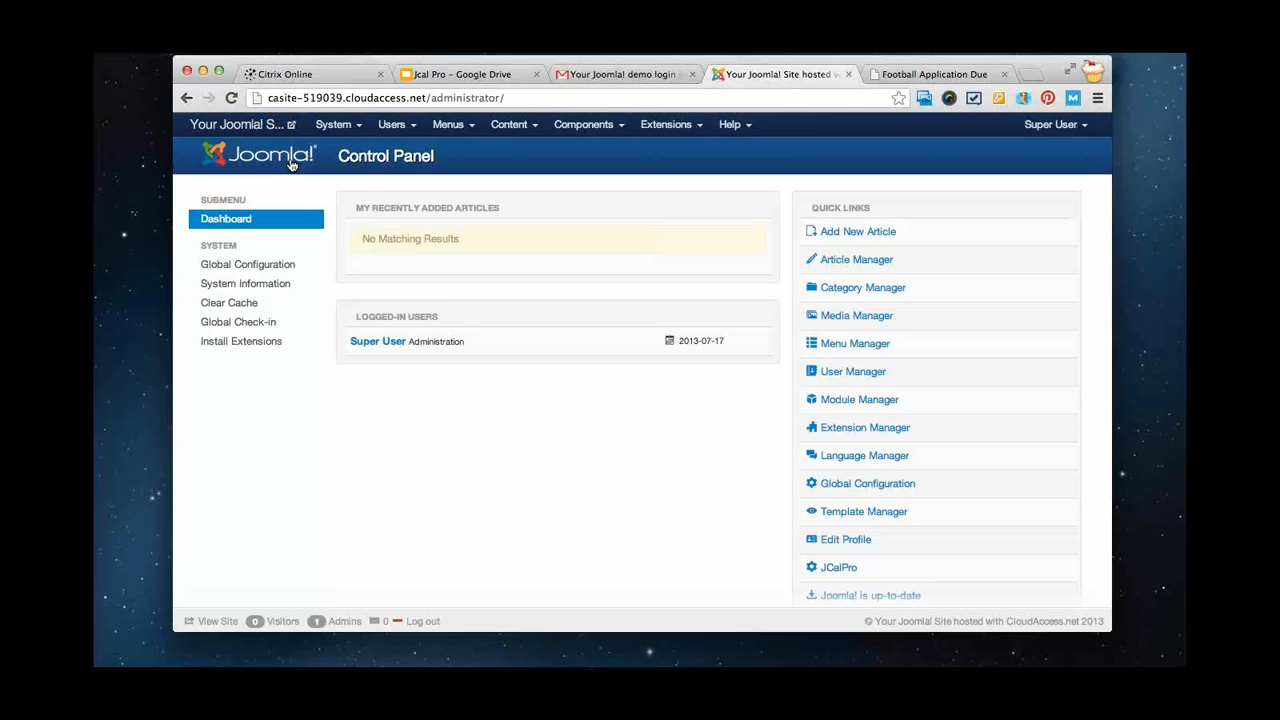 Citrix Online
Jcal Pro – Google Drive
Your Joomla! demo login
Your Joomla! Site hosted w
Football Application Due
casite-519039.cloudaccess.net/administrator/
Your Joomla! S... System Users Menus Content Components Extensions Help Super User
Joomla!® Control Panel
SUBMENU
Dashboard
SYSTEM
Global Configuration
System Information
Clear Cache
Global Check-in
Install Extensions
MY RECENTLY ADDED ARTICLES
No Matching Results
LOGGED-IN USERS
Super User Administration 2013-07-17
QUICK LINKS
Add New Article
Article Manager
Category Manager
Media Manager
Menu Manager
User Manager
Module Manager
Extension Manager
Language Manager
Global Configuration
Template Manager
Edit Profile
JCalPro
Joomla! is up-to-date
View Site 0 Visitors 1 Admins 0 Log out
© Your Joomla! Site hosted with CloudAccess.net 2013